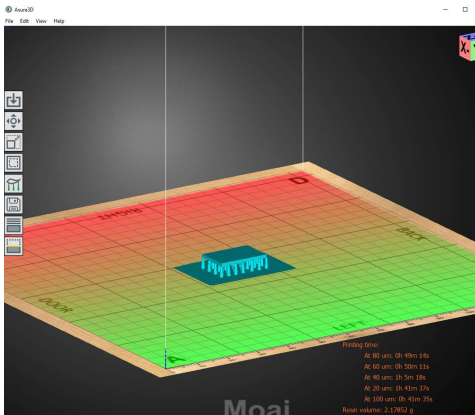 Asura3D
File Edit View Help
X-
RIGHT
D
BACK
DOOR
LEFT
A
Printing time:
At 80 um: 0h 49m 14s
At 60 um: 0h 50m 11s
At 40 um: 1h 5m 18s
At 20 um: 1h 41m 37s
At 100 um: 0h 41m 35s
Resin volume: 2.17852 g
Moai